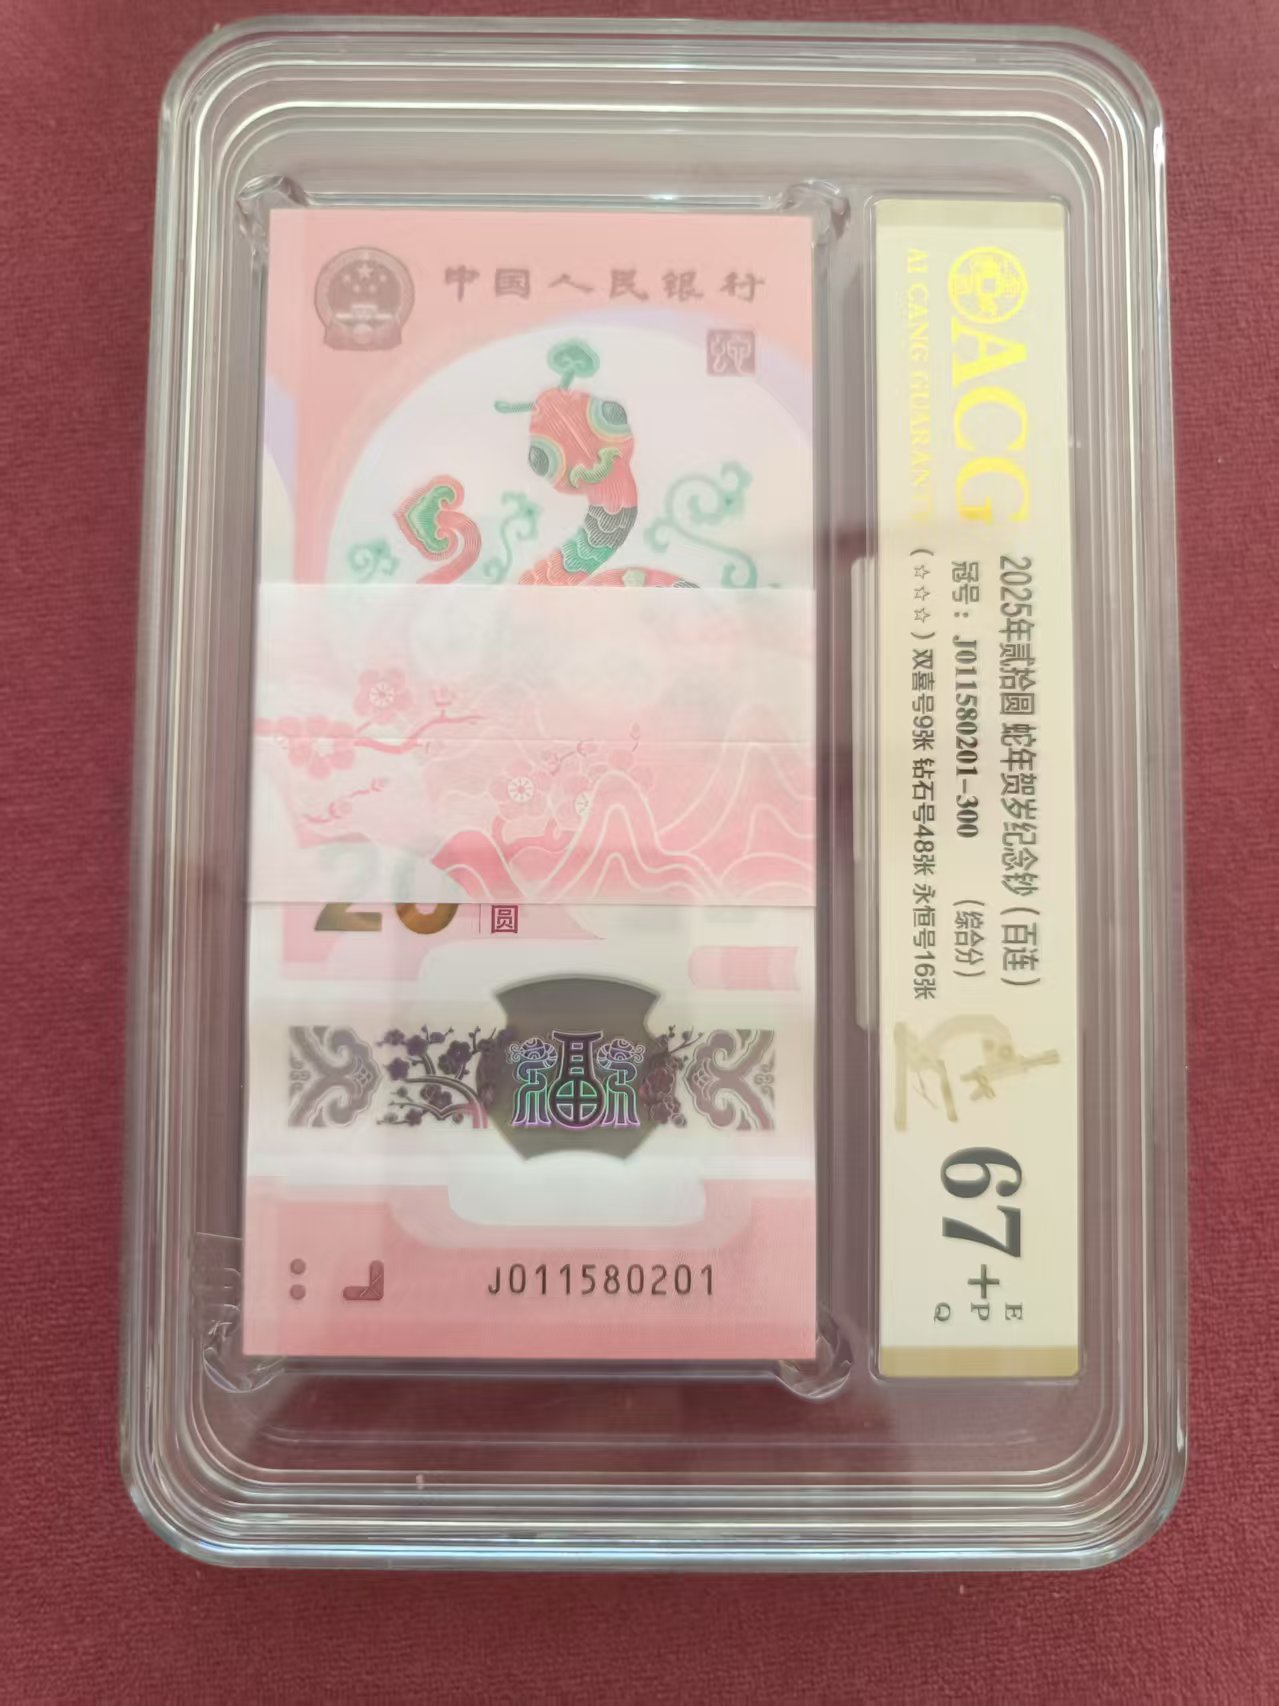 中国人民银行
蛇
20
圆
福
J011580201
ACG
AI CANG GUARANTY
2025年贰拾圆 蛇年贺岁纪念钞（百连）
冠号：J011580201-300 （综合分）
（☆☆☆）双喜号9张 钻石号48张 永恒号16张
67+
E
P
Q